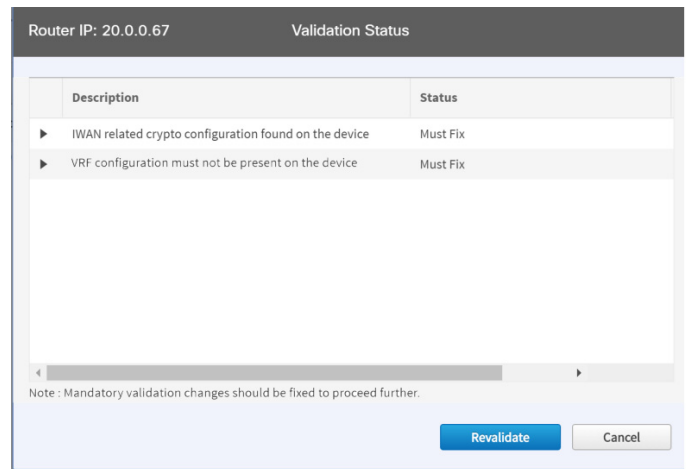 Router IP: 20.0.0.67 Validation Status
Description Status
IWAN related crypto configuration found on the device Must Fix
VRF configuration must not be present on the device Must Fix
Note : Mandatory validation changes should be fixed to proceed further.
Revalidate Cancel